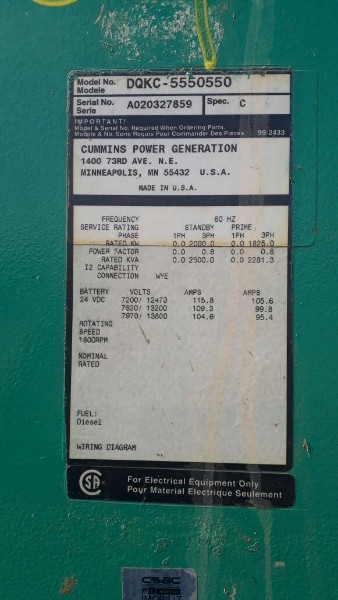 Model No. DQKC-5550550
Modele
Serial No. A020327859 Spec. C
Serie
IMPORTANT!
Model & Serial No. Required When Ordering Parts.
Modele & No. Serie Requis Pour Commander Des Pieces. 99-2433
CUMMINS POWER GENERATION
1400 73RD AVE. N.E.
MINNEAPOLIS, MN 55432 U.S.A.
MADE IN U.S.A.
FREQUENCY 60 HZ
SERVICE RATING STANDBY PRIME
PHASE 1PH 3PH 1PH 3PH
RATED KW 0.0 2000.0 0.0 1825.0
POWER FACTOR 0.0 0.8 0.0 0.8
RATED KVA 0.0 2500.0 0.0 2281.3
I2 CAPABILITY
CONNECTION WYE
BATTERY VOLTS AMPS AMPS
24 VDC 7200/ 12470 115.8 105.6
7620/ 13200 109.3 99.8
7970/ 13800 104.6 95.4
ROTATING
SPEED
1800RPM
NOMINAL
RATED
FUEL:
Diesel
WIRING DIAGRAM
For Electrical Equipment Only
Pour Material Electrique Seulement